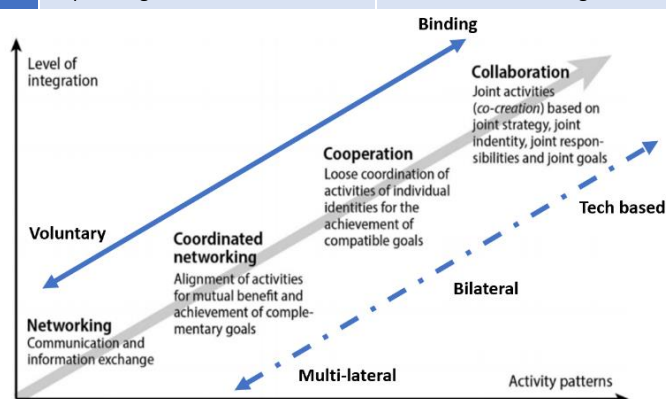 Binding
Level of
integration
Collaboration
Joint activities
(co-creation) based on
joint strategy, joint
indentity, joint respon-
sibilities and joint goals
Cooperation
Loose coordination of
activities of individual
identities for the
achievement of
compatible goals
Tech based
Voluntary
Coordinated
networking
Alignment of activities
for mutual benefit and
achievement of comple-
mentary goals
Bilateral
Networking
Communication and
information exchange
Multi-lateral
Activity patterns